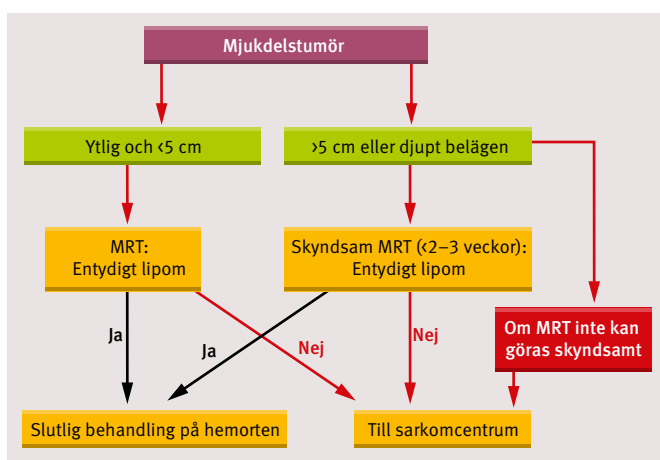 Mjukdelstumör
Ytlig och <5 cm
>5 cm eller djupt belägen
MRT:
Entydigt lipom
Skyndsam MRT (<2–3 veckor):
Entydigt lipom
Om MRT inte kan
göras skyndsamt
Ja
Ja
Nej
Nej
Slutlig behandling på hemorten
Till sarkomcentrum